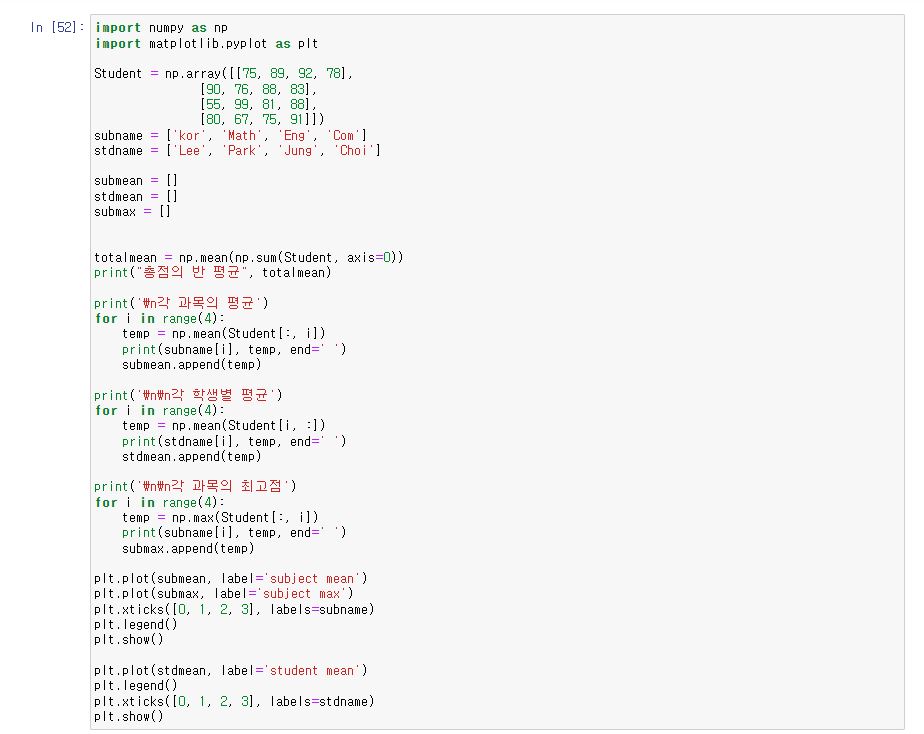 In [52]:
import numpy as np
import matplotlib.pyplot as plt
Student = np.array([[75, 89, 92, 78],
[90, 76, 88, 83],
[55, 99, 81, 88],
[80, 67, 75, 91]])
subname = ['kor', 'Math', 'Eng', 'Com']
stdname = ['Lee', 'Park', 'Jung', 'Choi']
submean = []
stdmean = []
submax = []
totalmean = np.mean(np.sum(Student, axis=0))
print("총점의 반 평균", totalmean)
print('₩n각 과목의 평균')
for i in range(4):
temp = np.mean(Student[:, i])
print(subname[i], temp, end=' ')
submean.append(temp)
print('₩n₩n각 학생별 평균')
for i in range(4):
temp = np.mean(Student[i, :])
print(stdname[i], temp, end=' ')
stdmean.append(temp)
print('₩n₩n각 과목의 최고점')
for i in range(4):
temp = np.max(Student[:, i])
print(subname[i], temp, end=' ')
submax.append(temp)
plt.plot(submean, label='subject mean')
plt.plot(submax, label='subject max')
plt.xticks([0, 1, 2, 3], labels=subname)
plt.legend()
plt.show()
plt.plot(stdmean, label='student mean')
plt.legend()
plt.xticks([0, 1, 2, 3], labels=stdname)
plt.show()